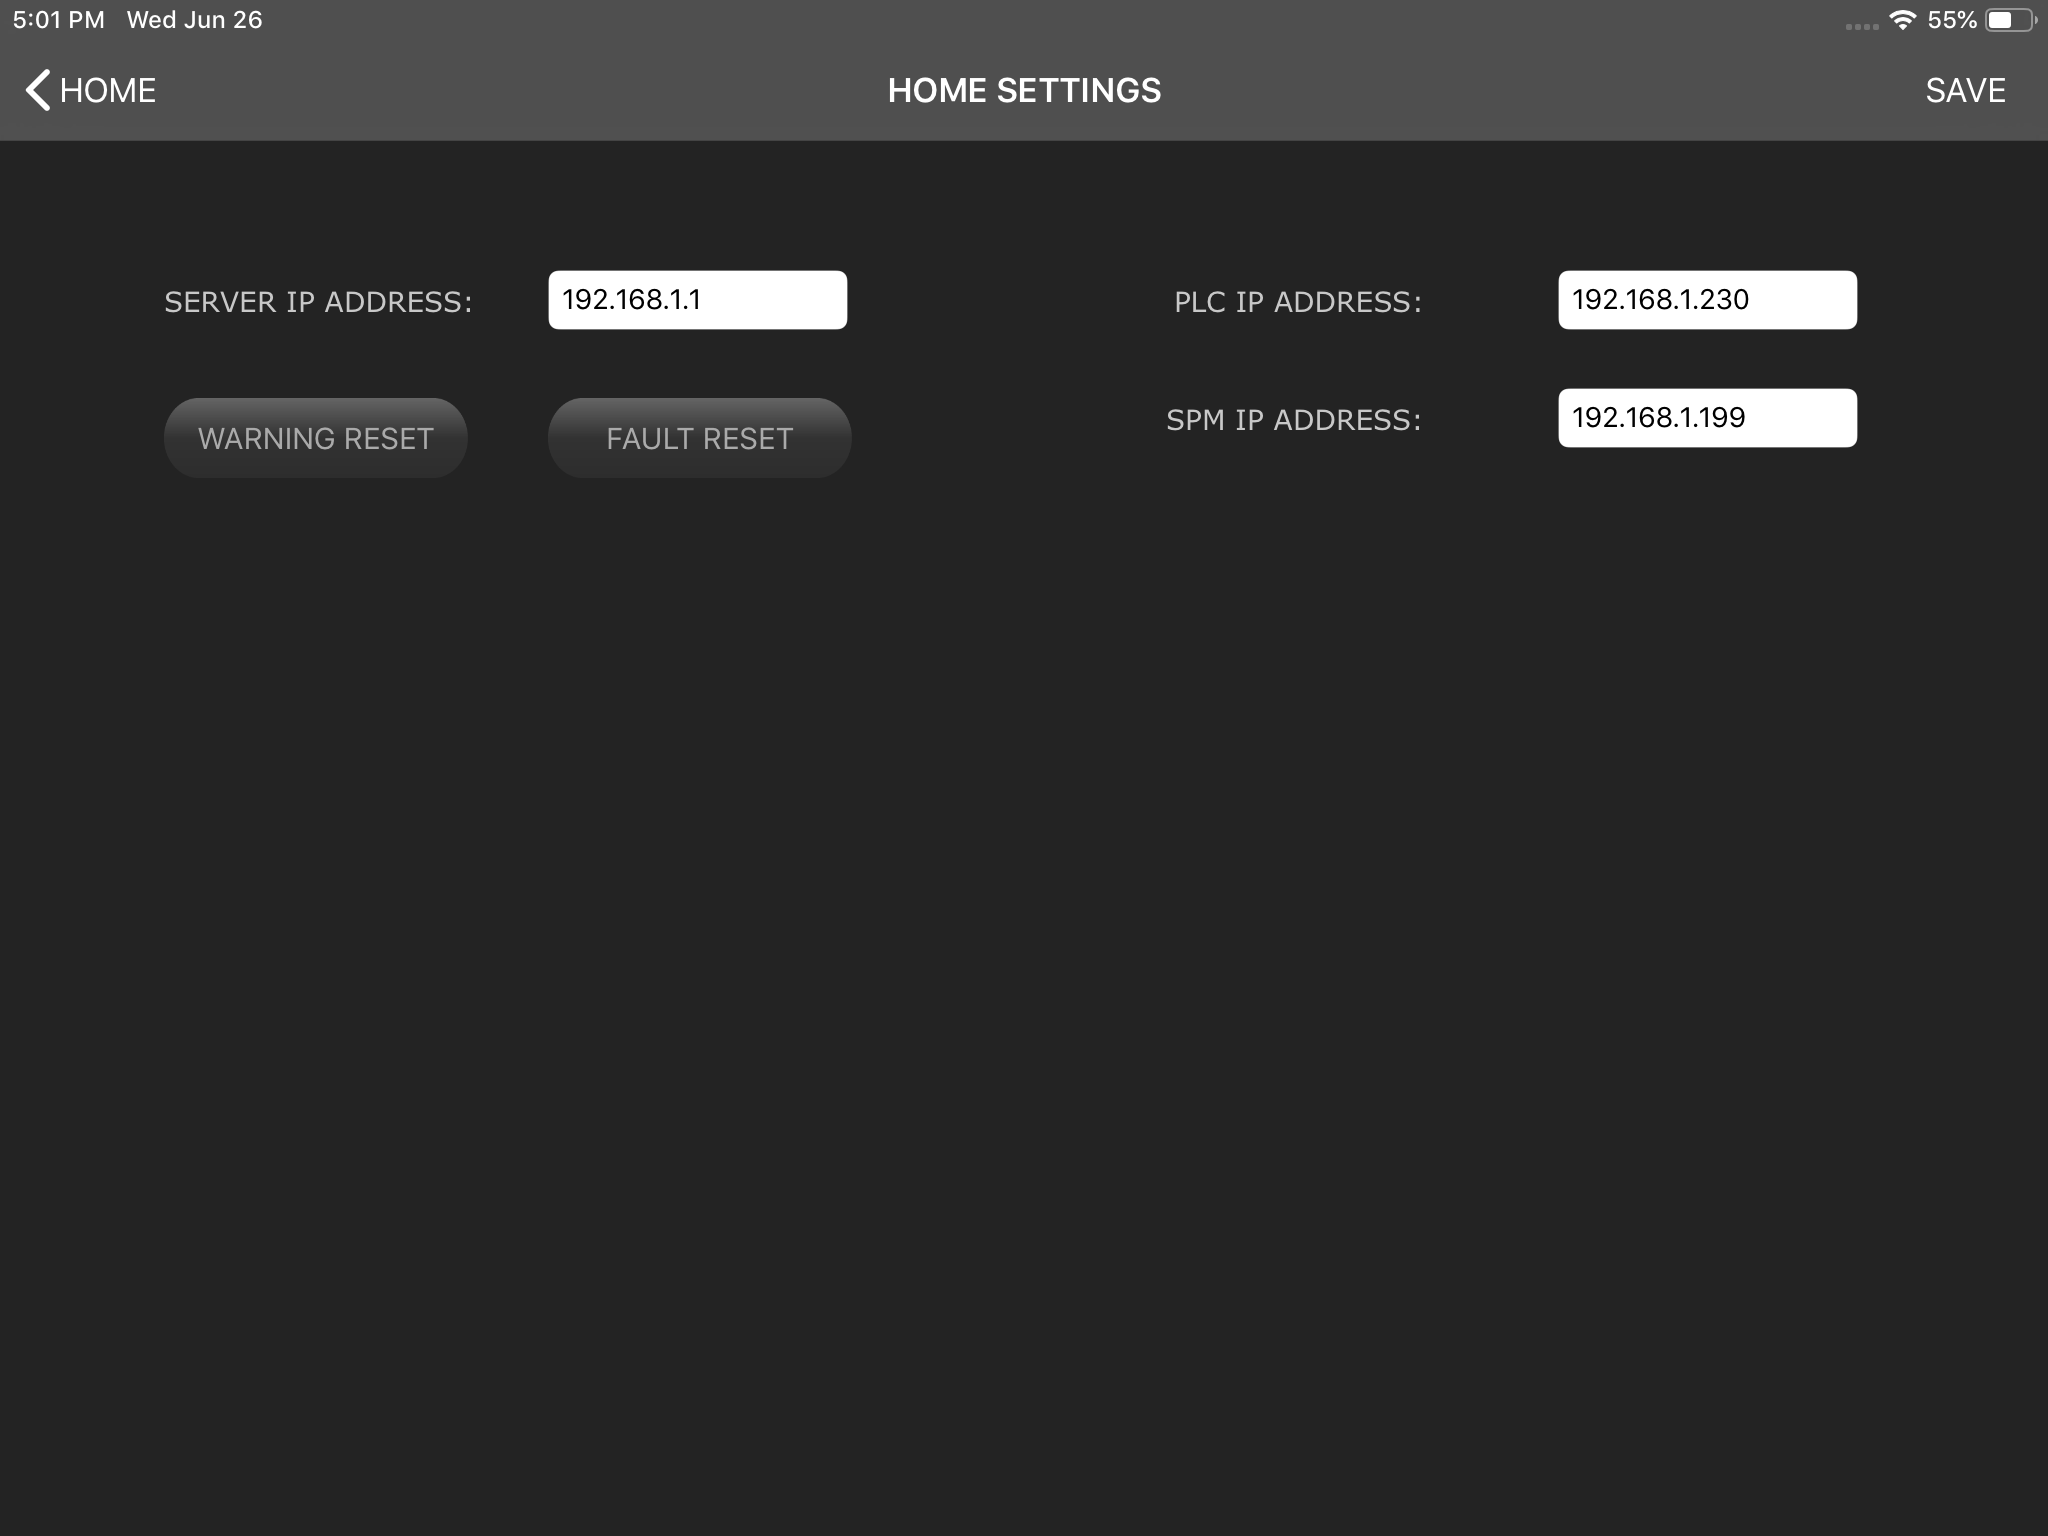 5:01 PM Wed Jun 26 55%
HOME HOME SETTINGS SAVE
SERVER IP ADDRESS: 192.168.1.1 PLC IP ADDRESS: 192.168.1.230
WARNING RESET FAULT RESET SPM IP ADDRESS: 192.168.1.199